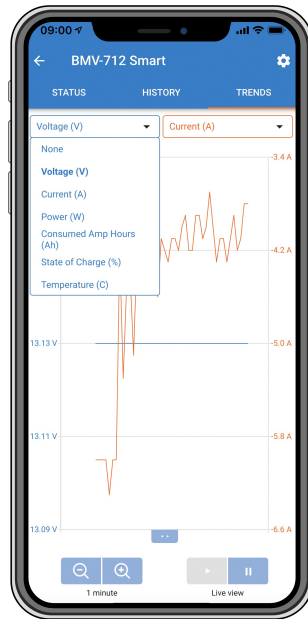 09:00
BMV-712 Smart
STATUS HISTORY TRENDS
Voltage (V) Current (A)
None
Voltage (V)
Current (A)
Power (W)
Consumed Amp Hours
(Ah)
State of Charge (%)
Temperature (C)
-3.4 A
-4.2 A
13.13 V -5.0 A
13.11 V -5.8 A
13.09 V -6.6 A
1 minute Live view